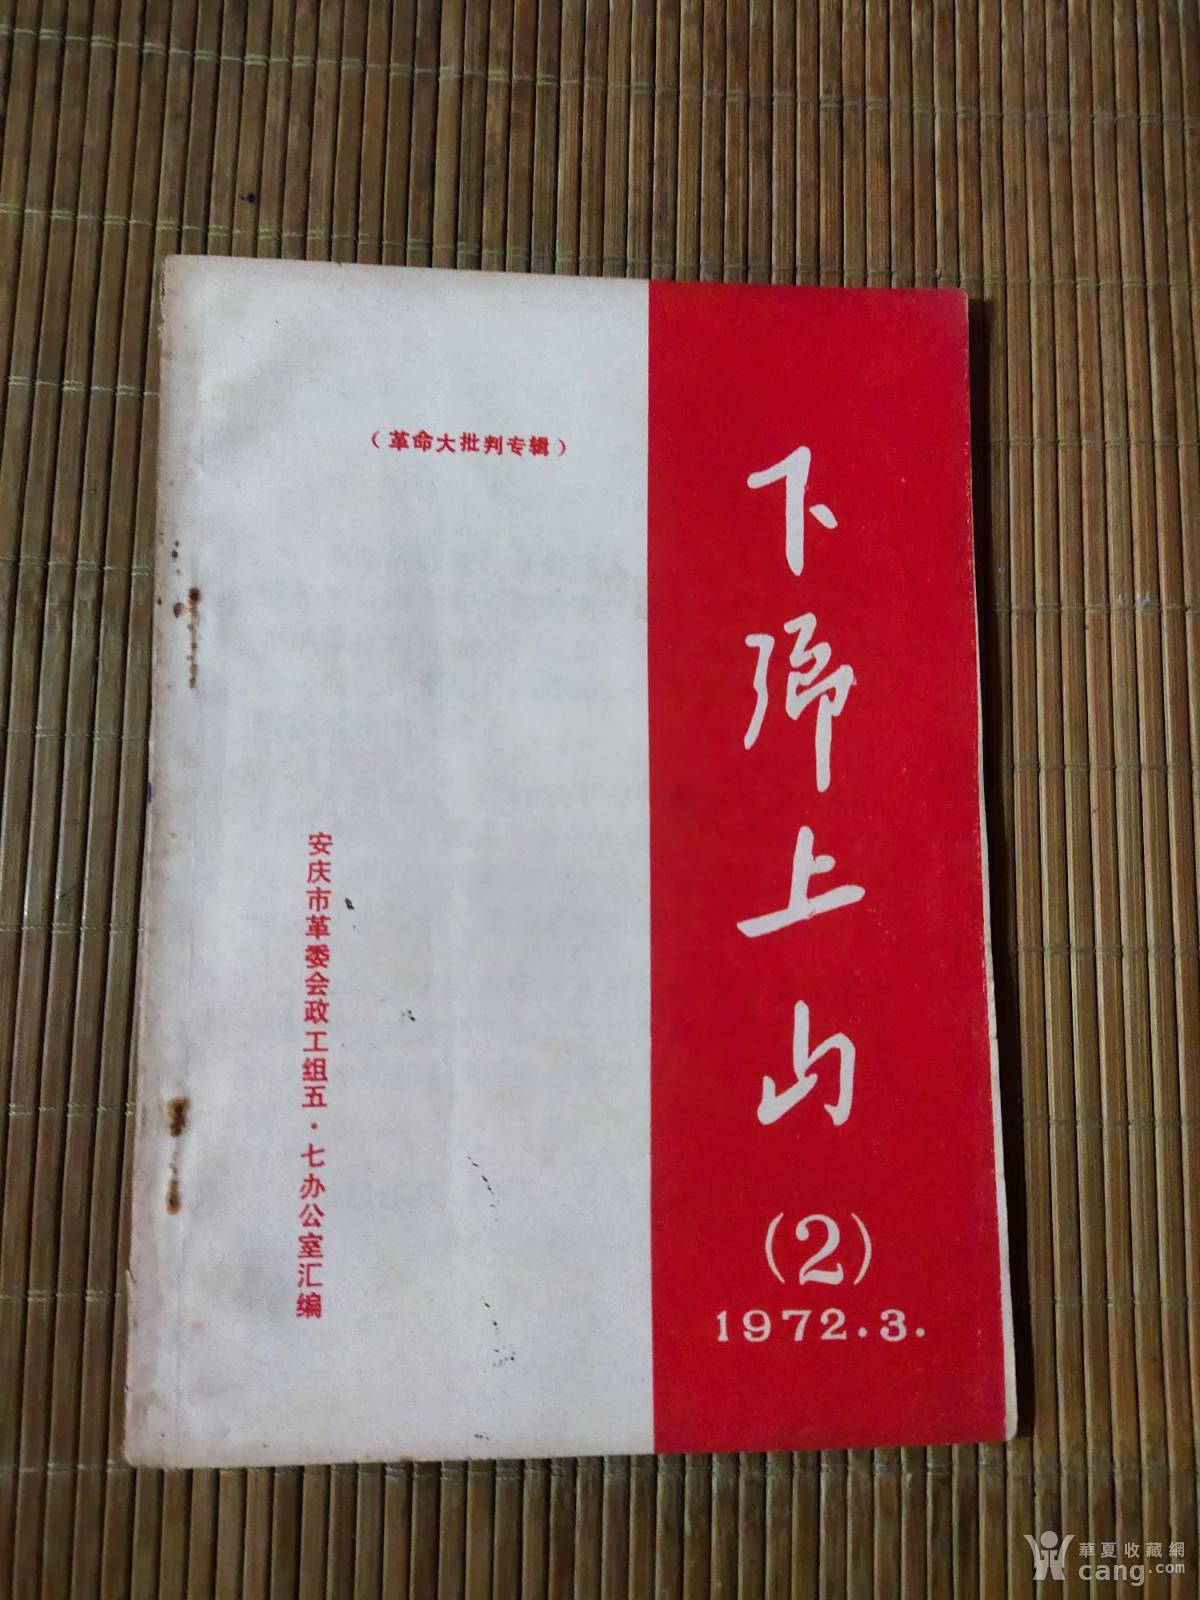 （革命大批判专辑）
下乡上山
(2)
1972.3.
安庆市革委会政工组五·七办公室汇编
華夏收藏網
cang.com